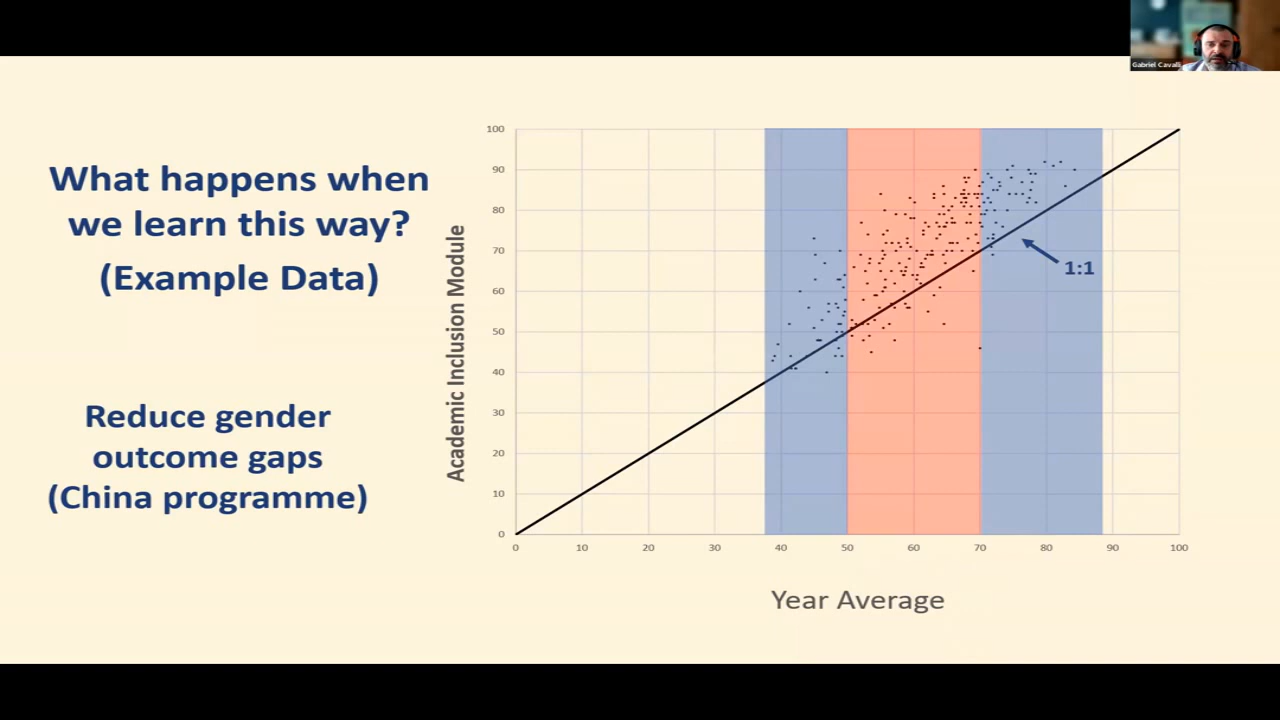 Gabriel Cavalli
What happens when
we learn this way?
(Example Data)
Reduce gender
outcome gaps
(China programme)
Academic Inclusion Module
100
90
80
70
60
50
40
30
20
10
0
1:1
0 10 20 30 40 50 60 70 80 90 100
Year Average